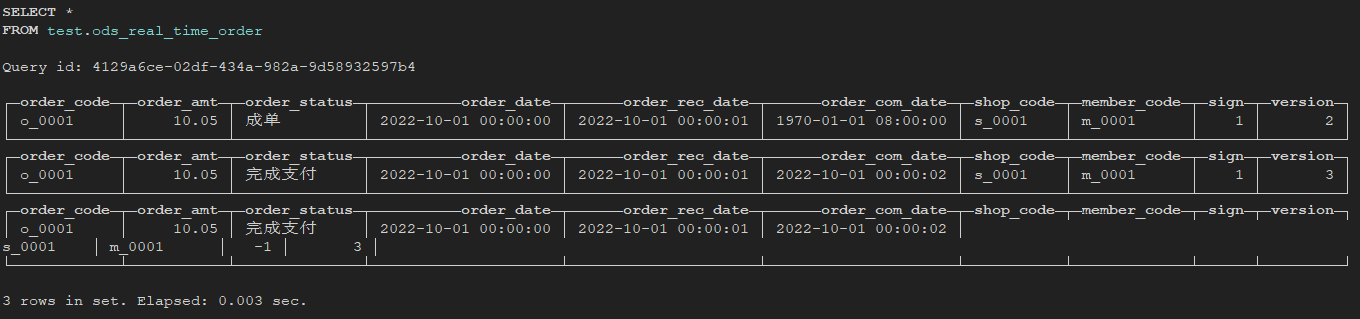 SELECT *
FROM test.ods_real_time_order
Query id: 4129a6ce-02df-434a-982a-9d58932597b4
order_code order_amt order_status order_date order_rec_date order_com_date shop_code member_code sign version
o_0001 10.05 成单 2022-10-01 00:00:00 2022-10-01 00:00:01 1970-01-01 08:00:00 s_0001 m_0001 1 2
order_code order_amt order_status order_date order_rec_date order_com_date shop_code member_code sign version
o_0001 10.05 完成支付 2022-10-01 00:00:00 2022-10-01 00:00:01 2022-10-01 00:00:02 s_0001 m_0001 1 3
order_code order_amt order_status order_date order_rec_date order_com_date shop_code member_code sign version
o_0001 10.05 完成支付 2022-10-01 00:00:00 2022-10-01 00:00:01 2022-10-01 00:00:02
s_0001 m_0001 -1 3
3 rows in set. Elapsed: 0.003 sec.